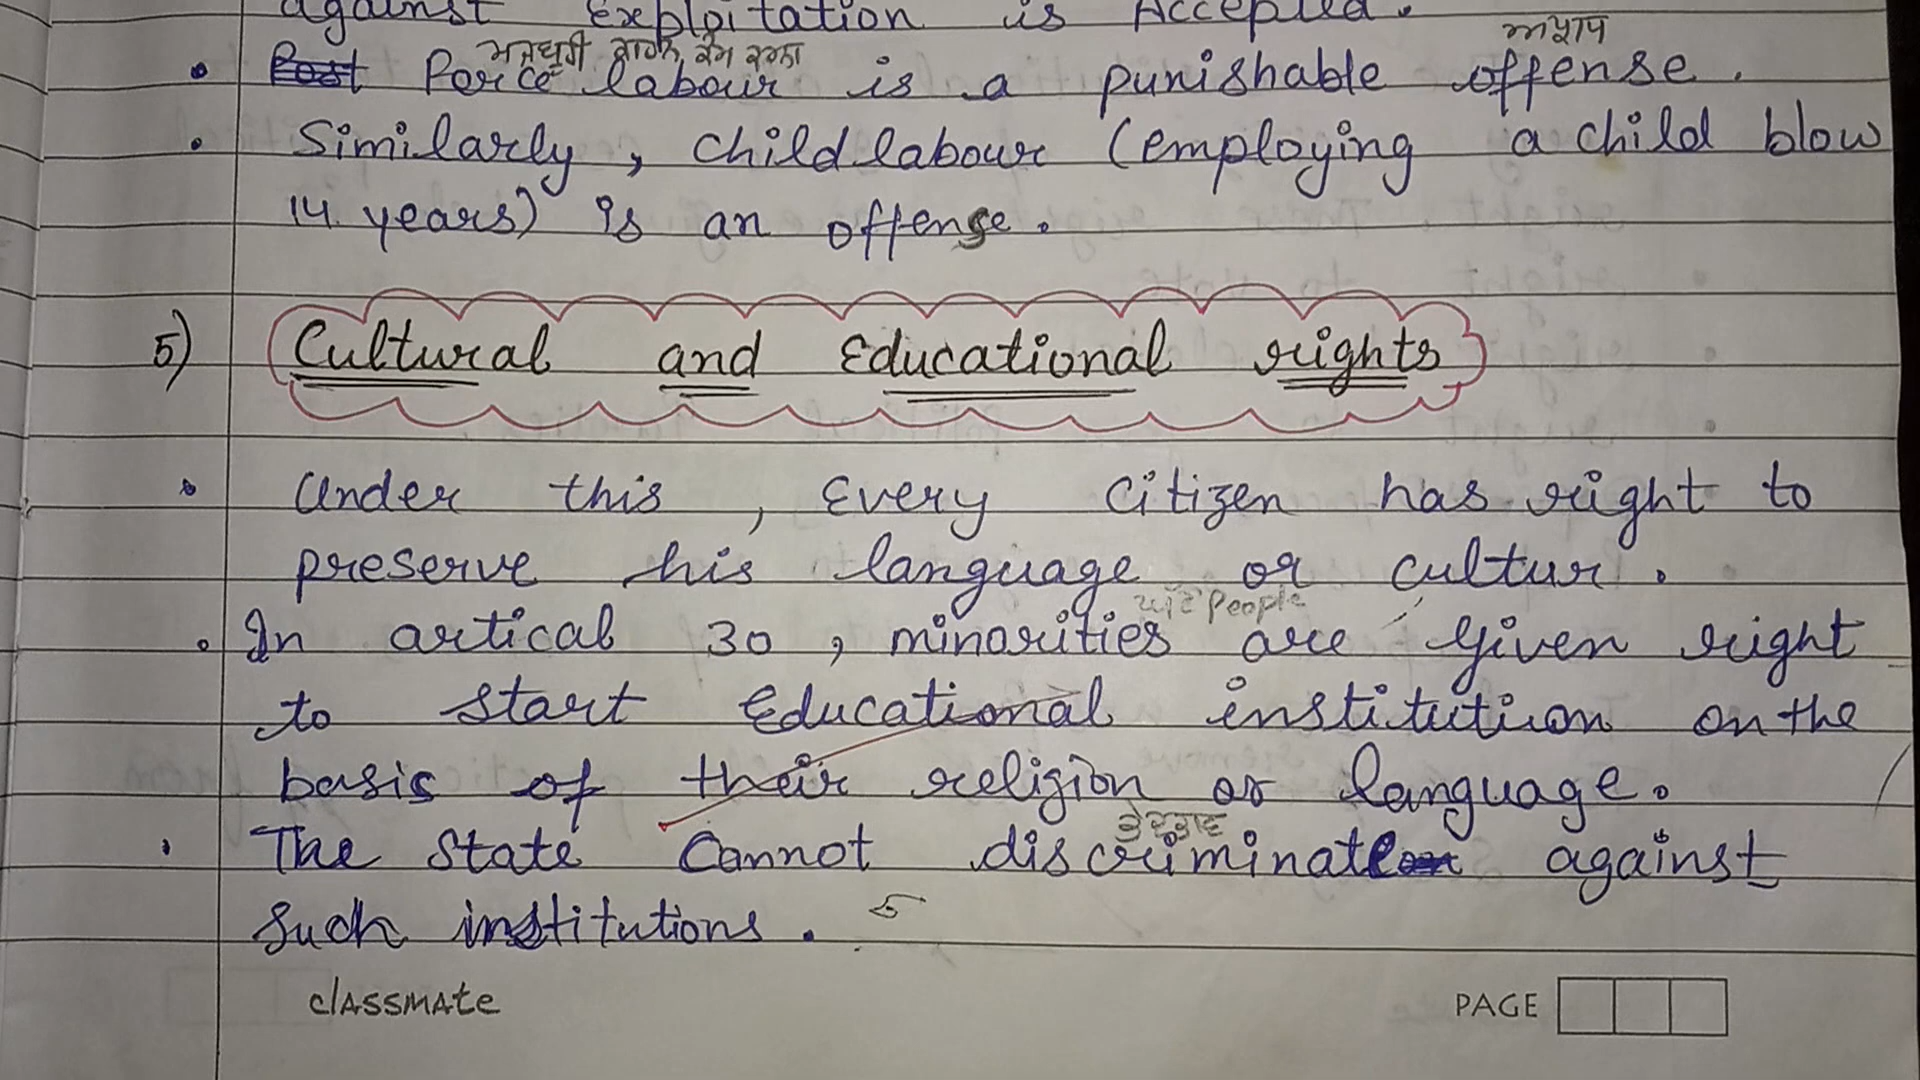 against Exploitation is Accepted.
अपराध
• Force labour is a punishable offense.
• Similarly, child labour (employing a child blow
14 years) is an offense.
5) Cultural and Educational rights
• Under this, Every citizen has right to
preserve his language or cultur.
People
• In artical 30, minorities are given right
to start Educational institution on the
basis of their religion or language.
• The State Cannot discriminate against
Such institutions.
classmate
PAGE